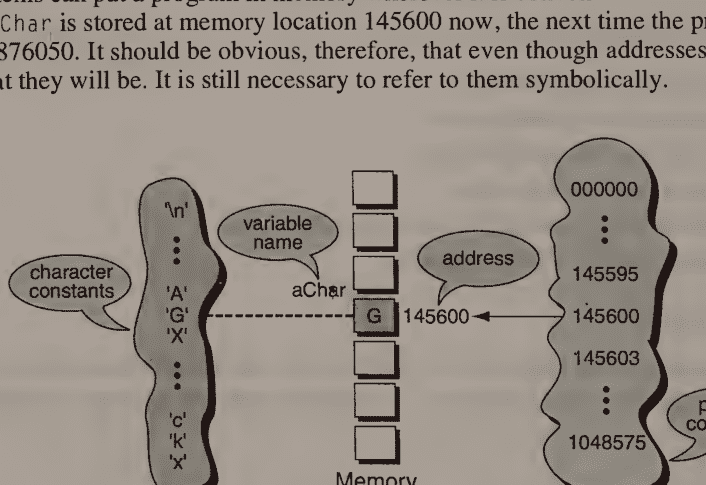 Char is stored at memory location 145600 now, the next time the
876050. It should be obvious, therefore, that even though addresses
they will be. It is still necessary to refer to them symbolically.
'\n'
'A'
'G'
'X'
'c'
'k'
'x'
character
constants
variable
name
aChar
G
145600
address
000000
145595
145600
145603
1048575
Memory